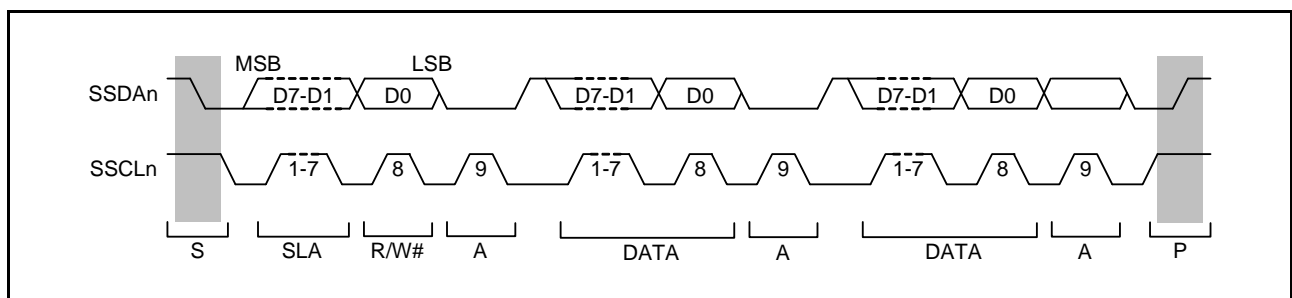 MSB LSB
SSDAn D7-D1 D0 D7-D1 D0 D7-D1 D0
SSCLn 1-7 8 9 1-7 8 9 1-7 8 9
S SLA R/W# A DATA A DATA A P